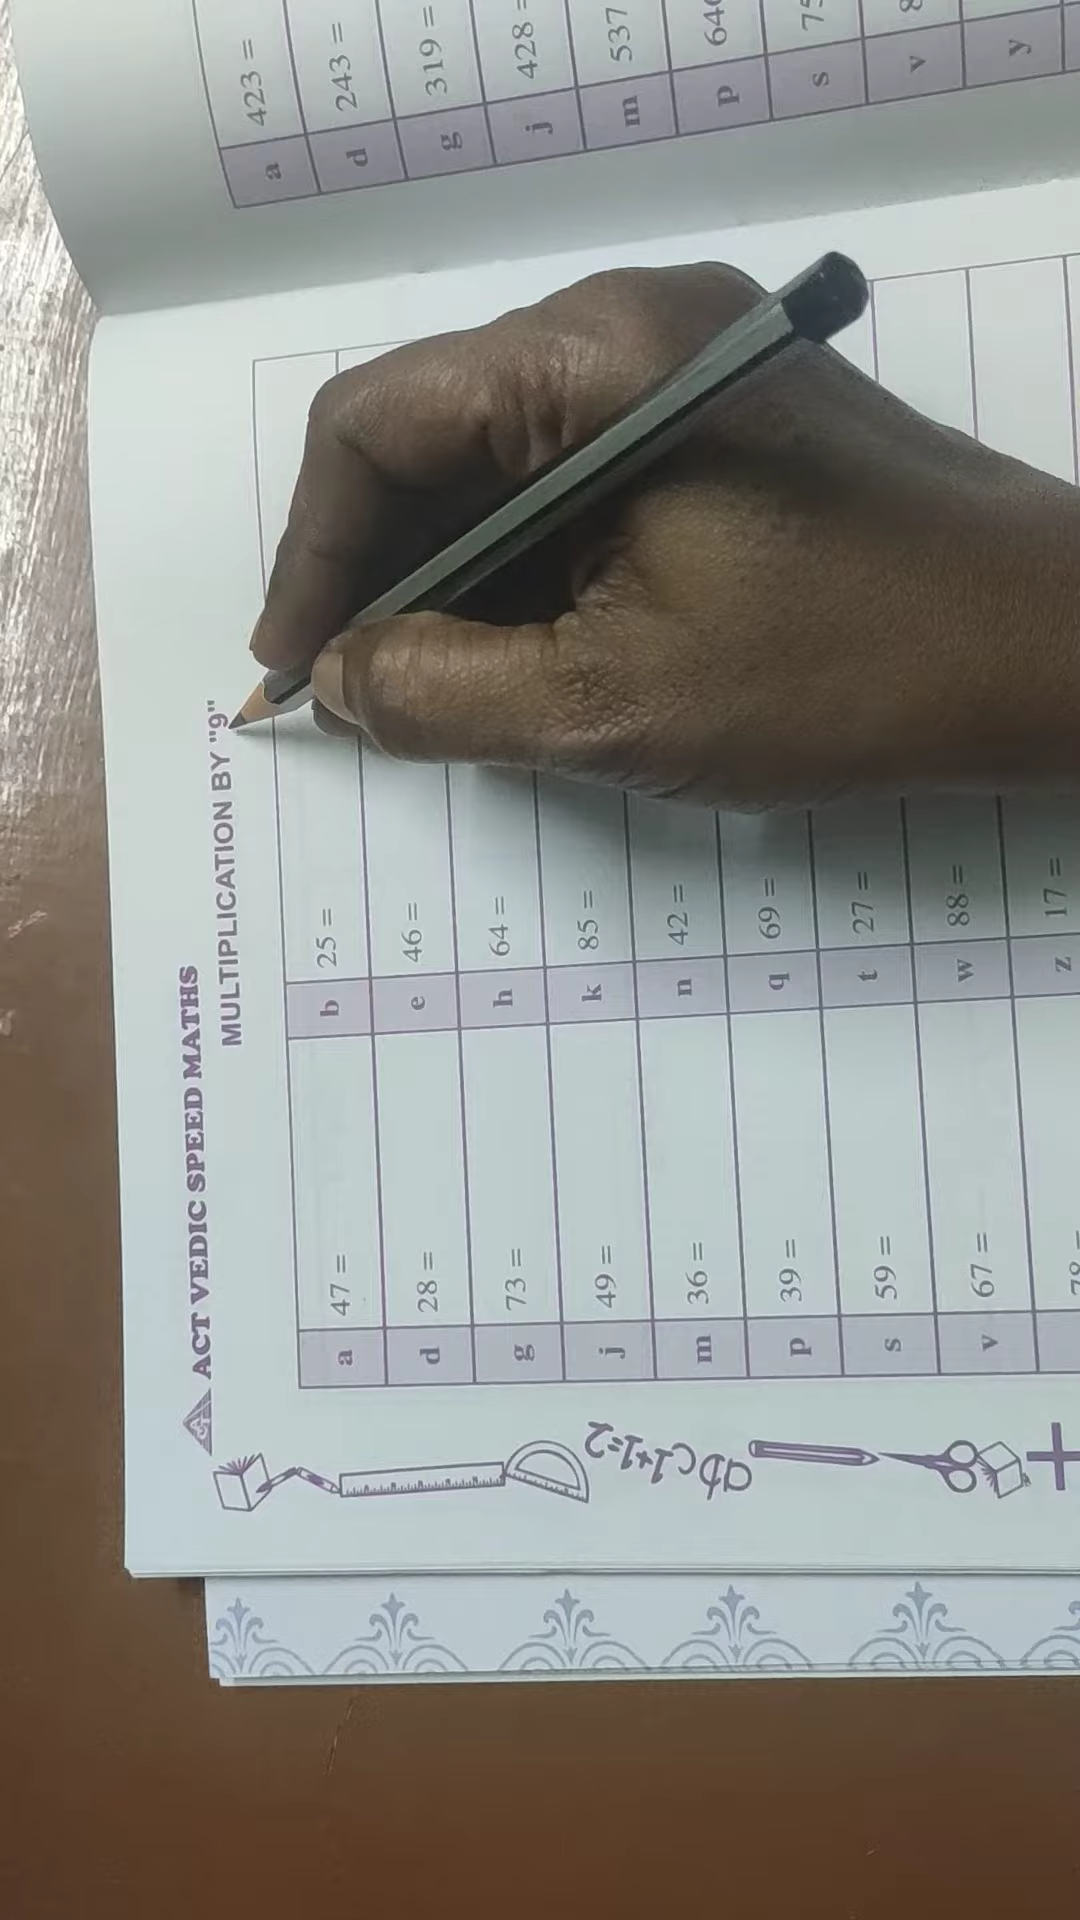 ACT VEDIC SPEED MATHS
MULTIPLICATION BY "9"
a 47 = b 25 =
d 28 = e 46 =
g 73 = h 64 =
j 49 = k 85 =
m 36 = n 42 =
p 39 = q 69 =
s 59 = t 27 =
v 67 = w 88 =
z 17 =
abc 1+1=2
a 423 =
d 243 =
g 319 =
j 428 =
m 537
p
s
v
y